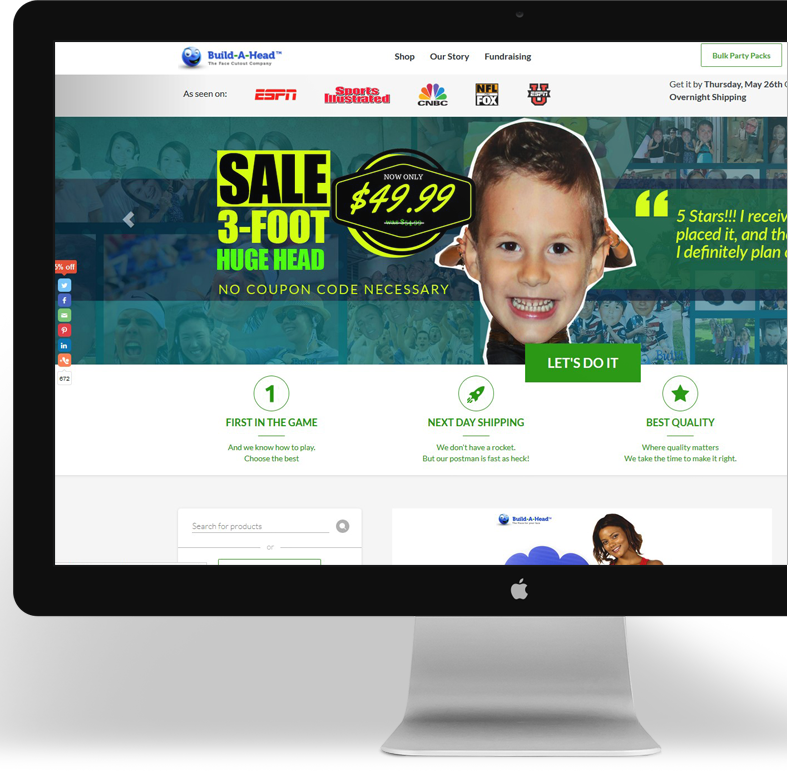 Build-A-Head™
The Face Cutout Company
Shop Our Story Fundraising
Bulk Party Packs
As seen on:
ESPN
Sports Illustrated
CNBC
NFL FOX
ESPN U
Get it by Thursday, May 26th
Overnight Shipping
SALE
3-FOOT
HUGE HEAD
NOW ONLY
$49.99
was $54.99
NO COUPON CODE NECESSARY
“ 5 Stars!!! I receiv
placed it, and th
I definitely plan
5% off
672
LET'S DO IT
1
FIRST IN THE GAME
And we know how to play.
Choose the best
NEXT DAY SHIPPING
We don't have a rocket.
But our postman is fast as heck!
BEST QUALITY
Where quality matters
We take the time to make it right.
Search for products
or
Build-A-Head™